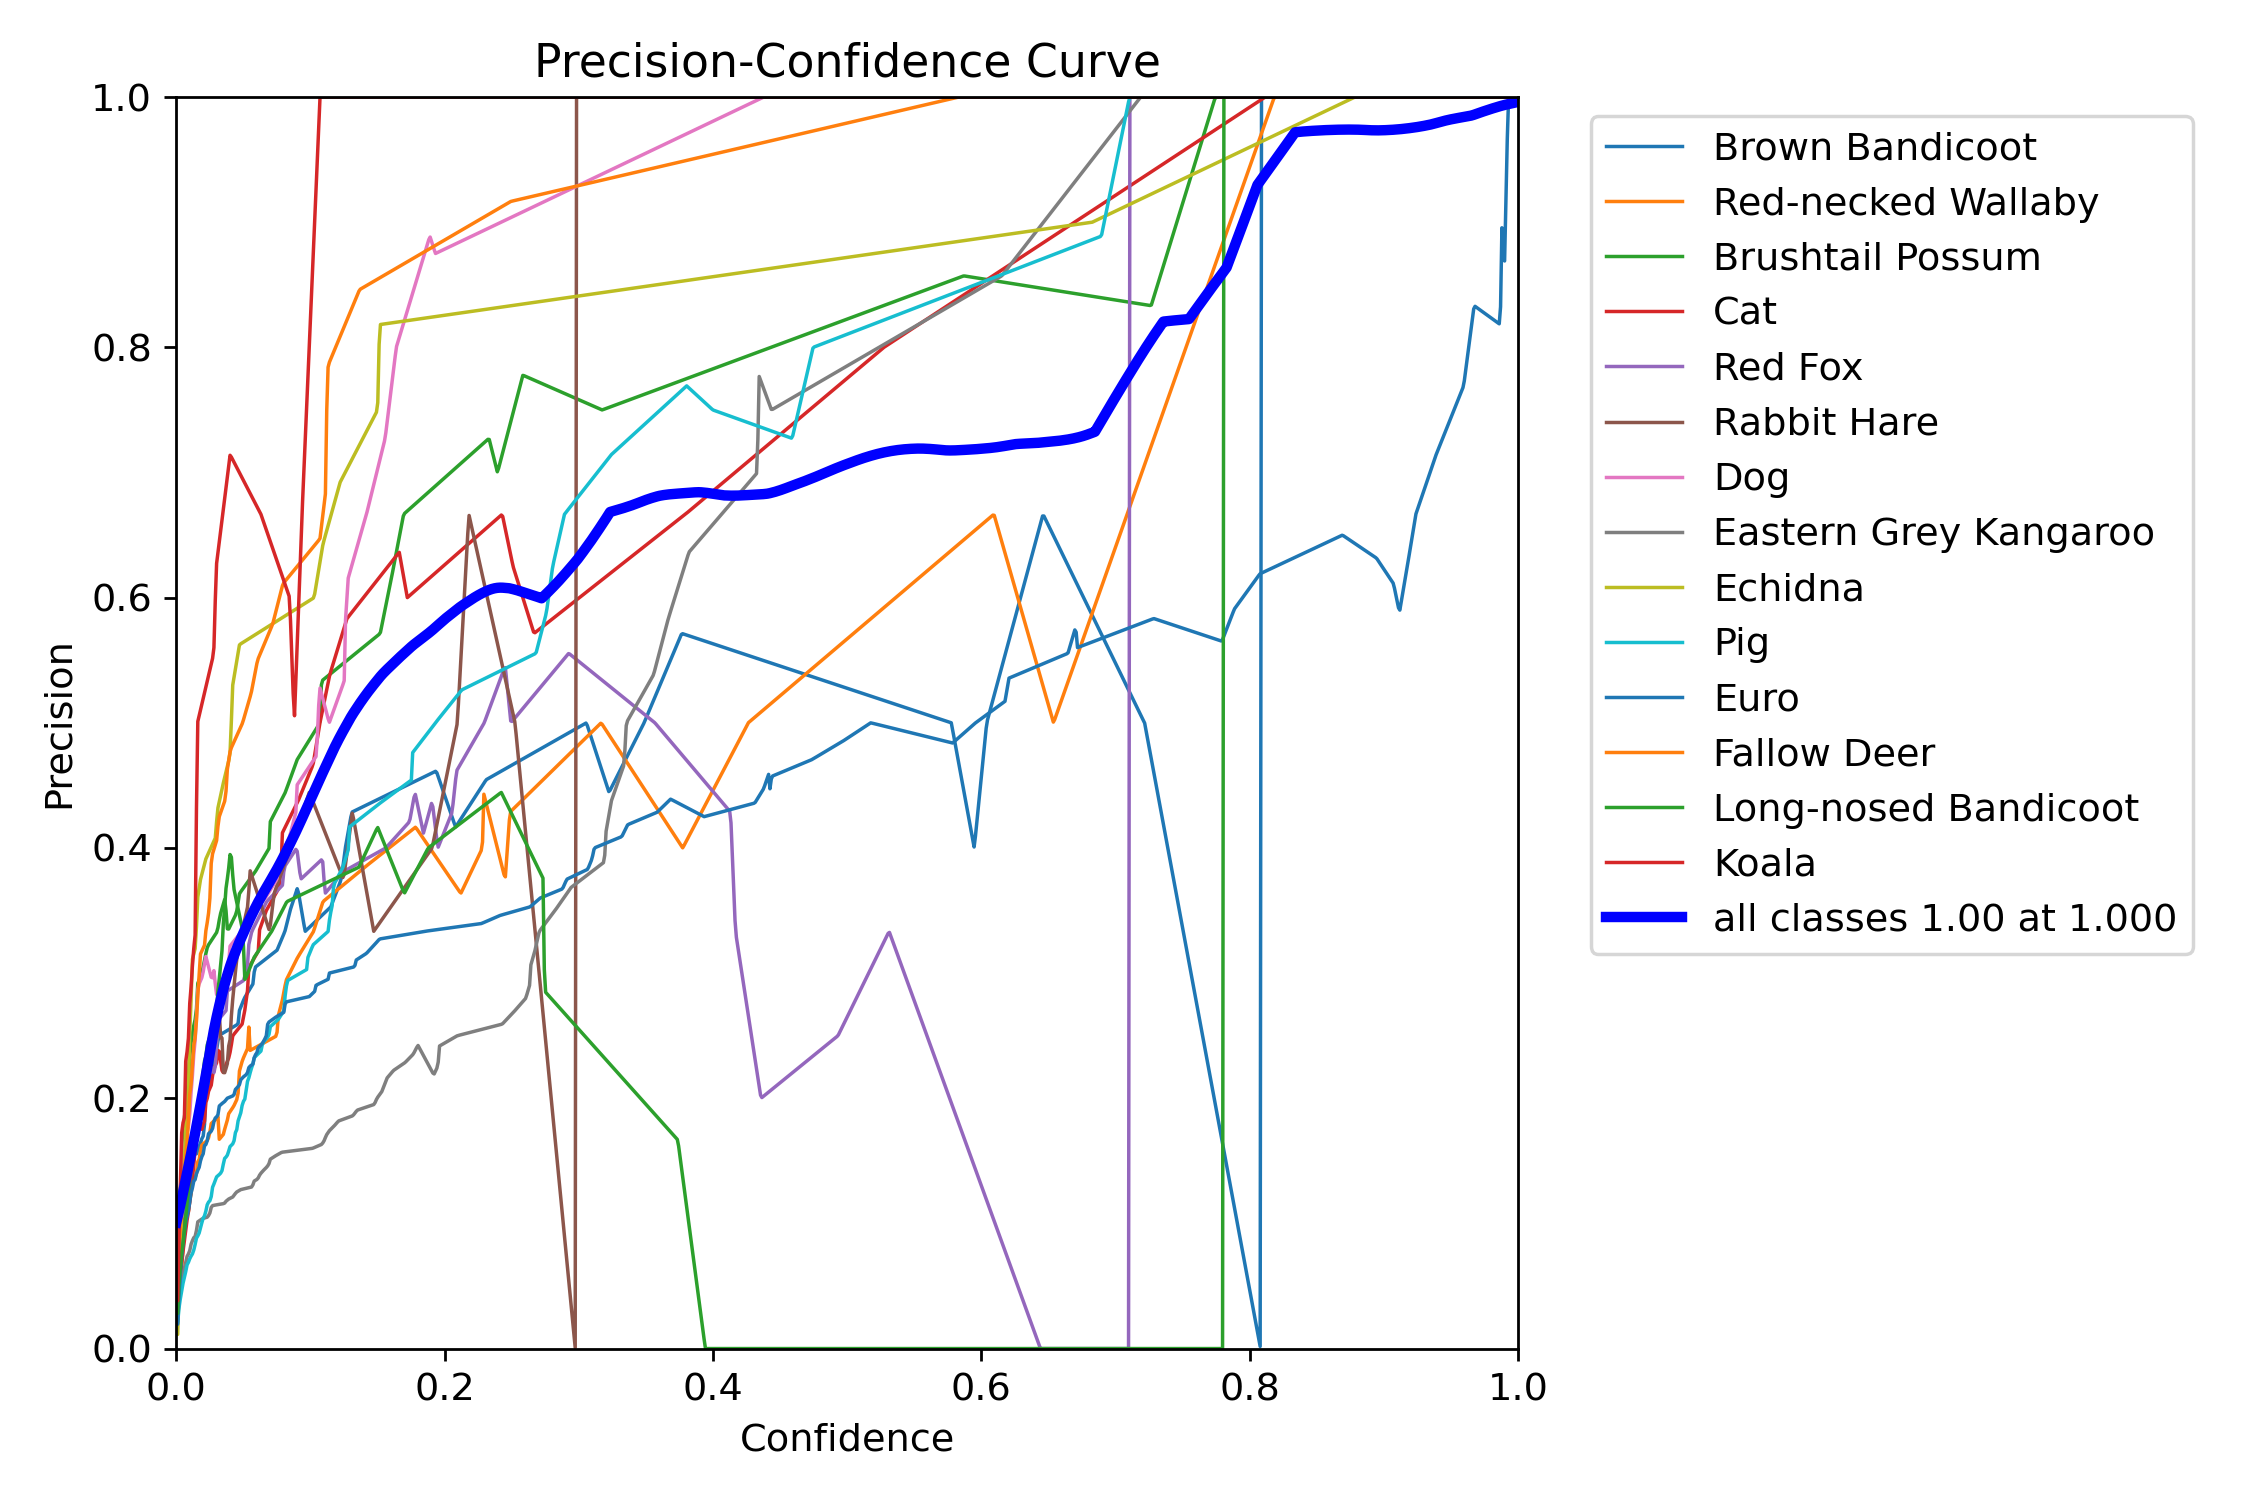 Precision-Confidence Curve
1.0
0.8
0.6
0.4
0.2
0.0
Precision
0.0 0.2 0.4 0.6 0.8 1.0
Confidence
Brown Bandicoot
Red-necked Wallaby
Brushtail Possum
Cat
Red Fox
Rabbit Hare
Dog
Eastern Grey Kangaroo
Echidna
Pig
Euro
Fallow Deer
Long-nosed Bandicoot
Koala
all classes 1.00 at 1.000